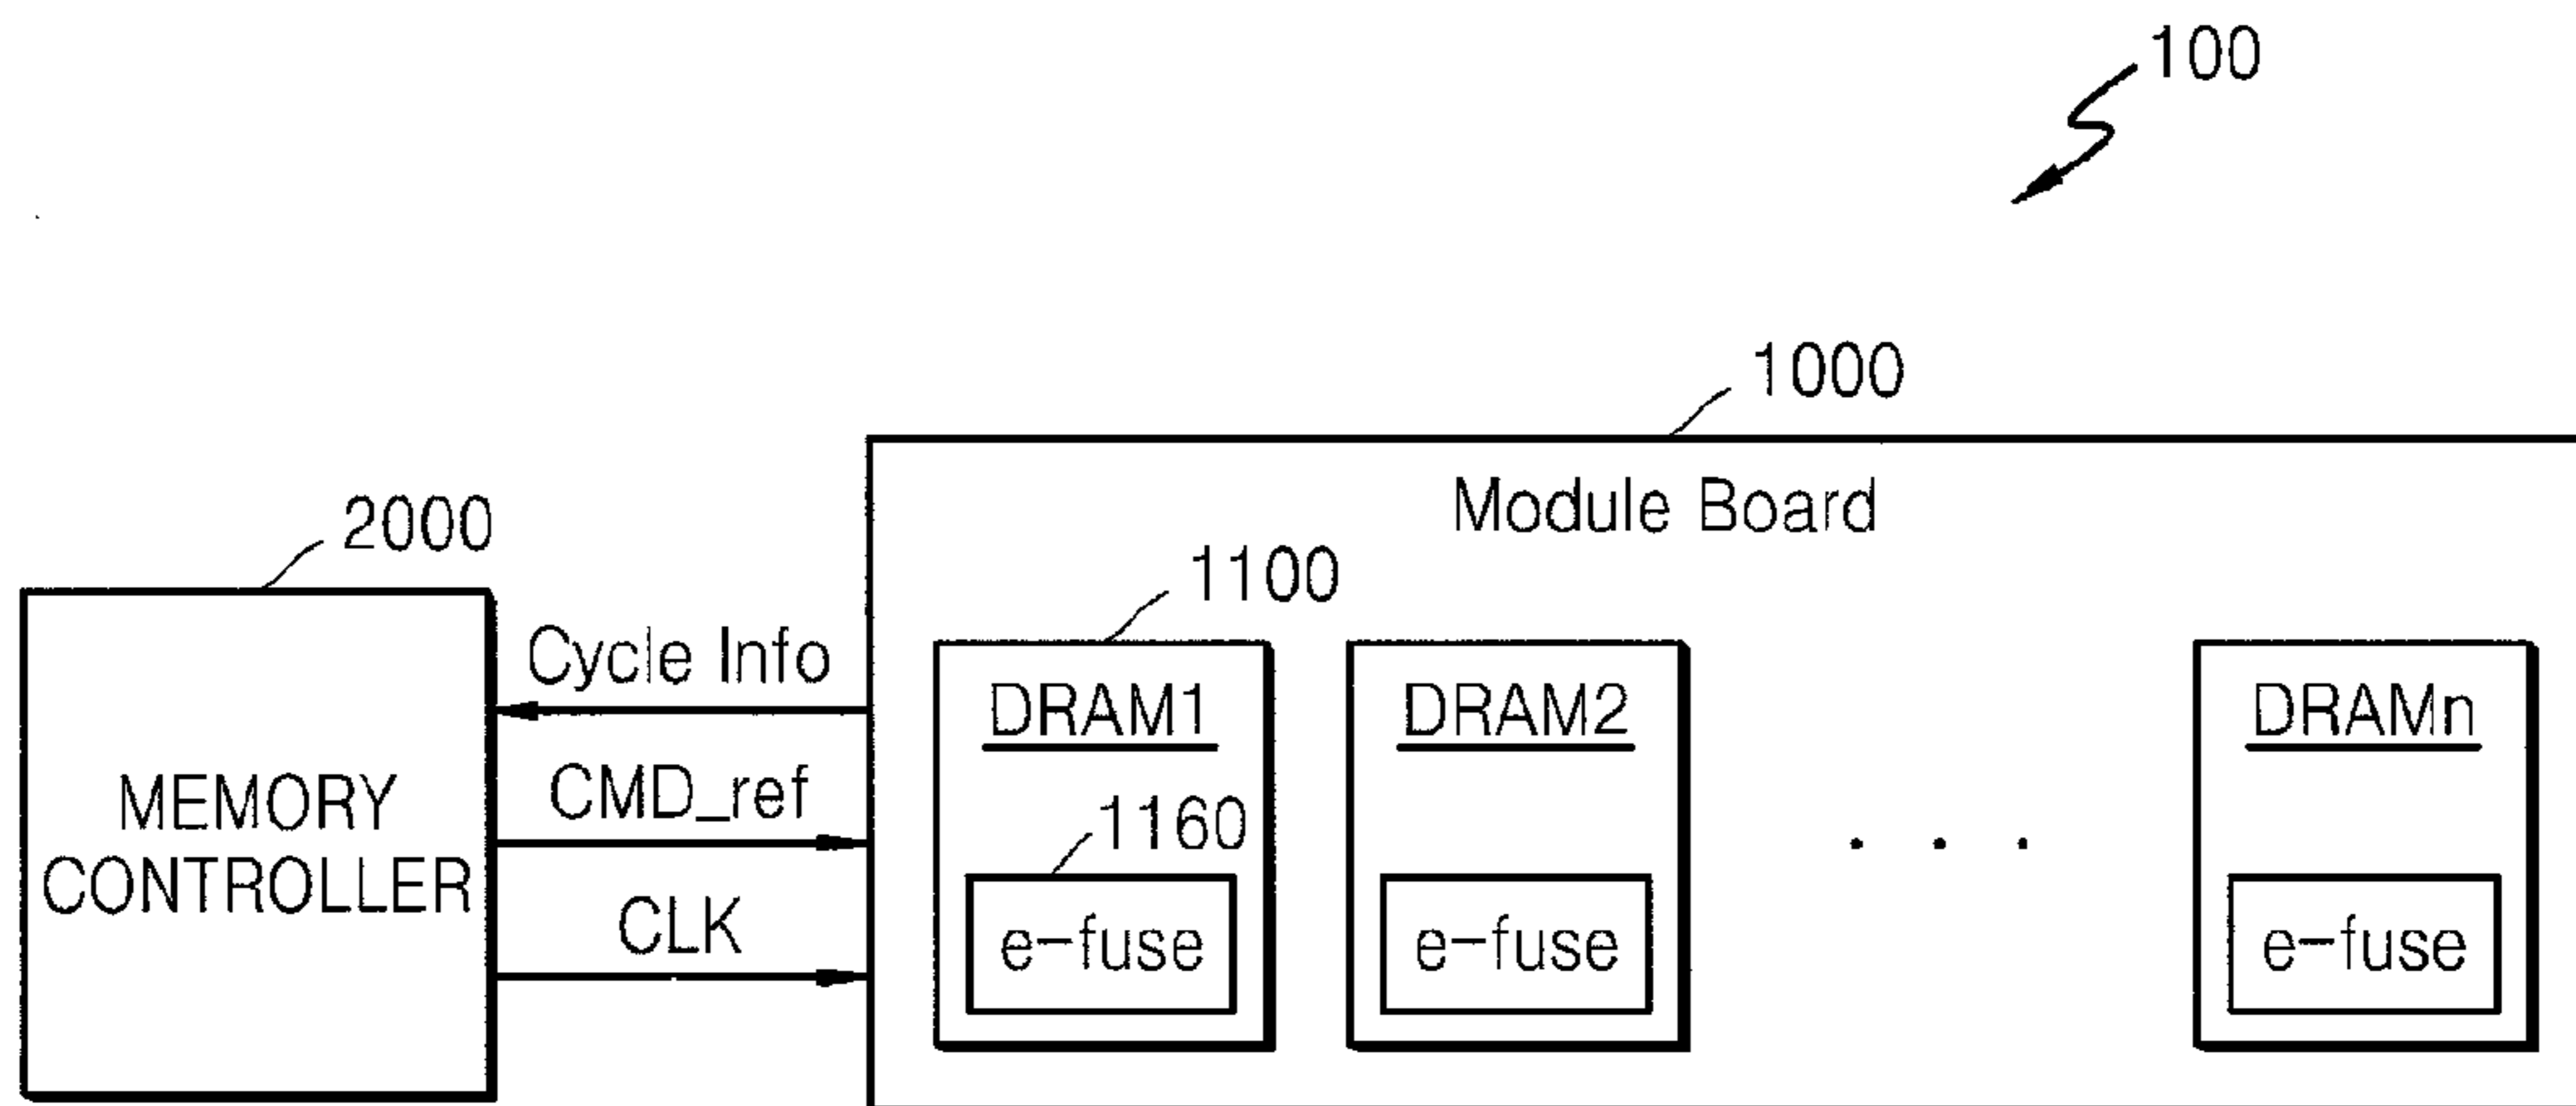 100
1000
Module Board
2000
1100
Cycle Info
DRAM1
DRAM2
DRAMn
MEMORY
CONTROLLER
CMD_ref
1160
. . .
CLK
e-fuse
e-fuse
e-fuse